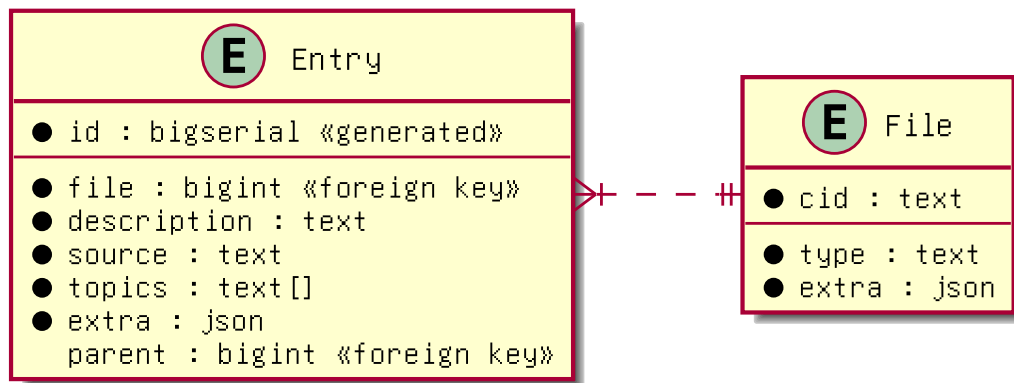 E Entry
id : bigserial «generated»
file : bigint «foreign key»
description : text
source : text
topics : text[]
extra : json
parent : bigint «foreign key»
E File
cid : text
type : text
extra : json